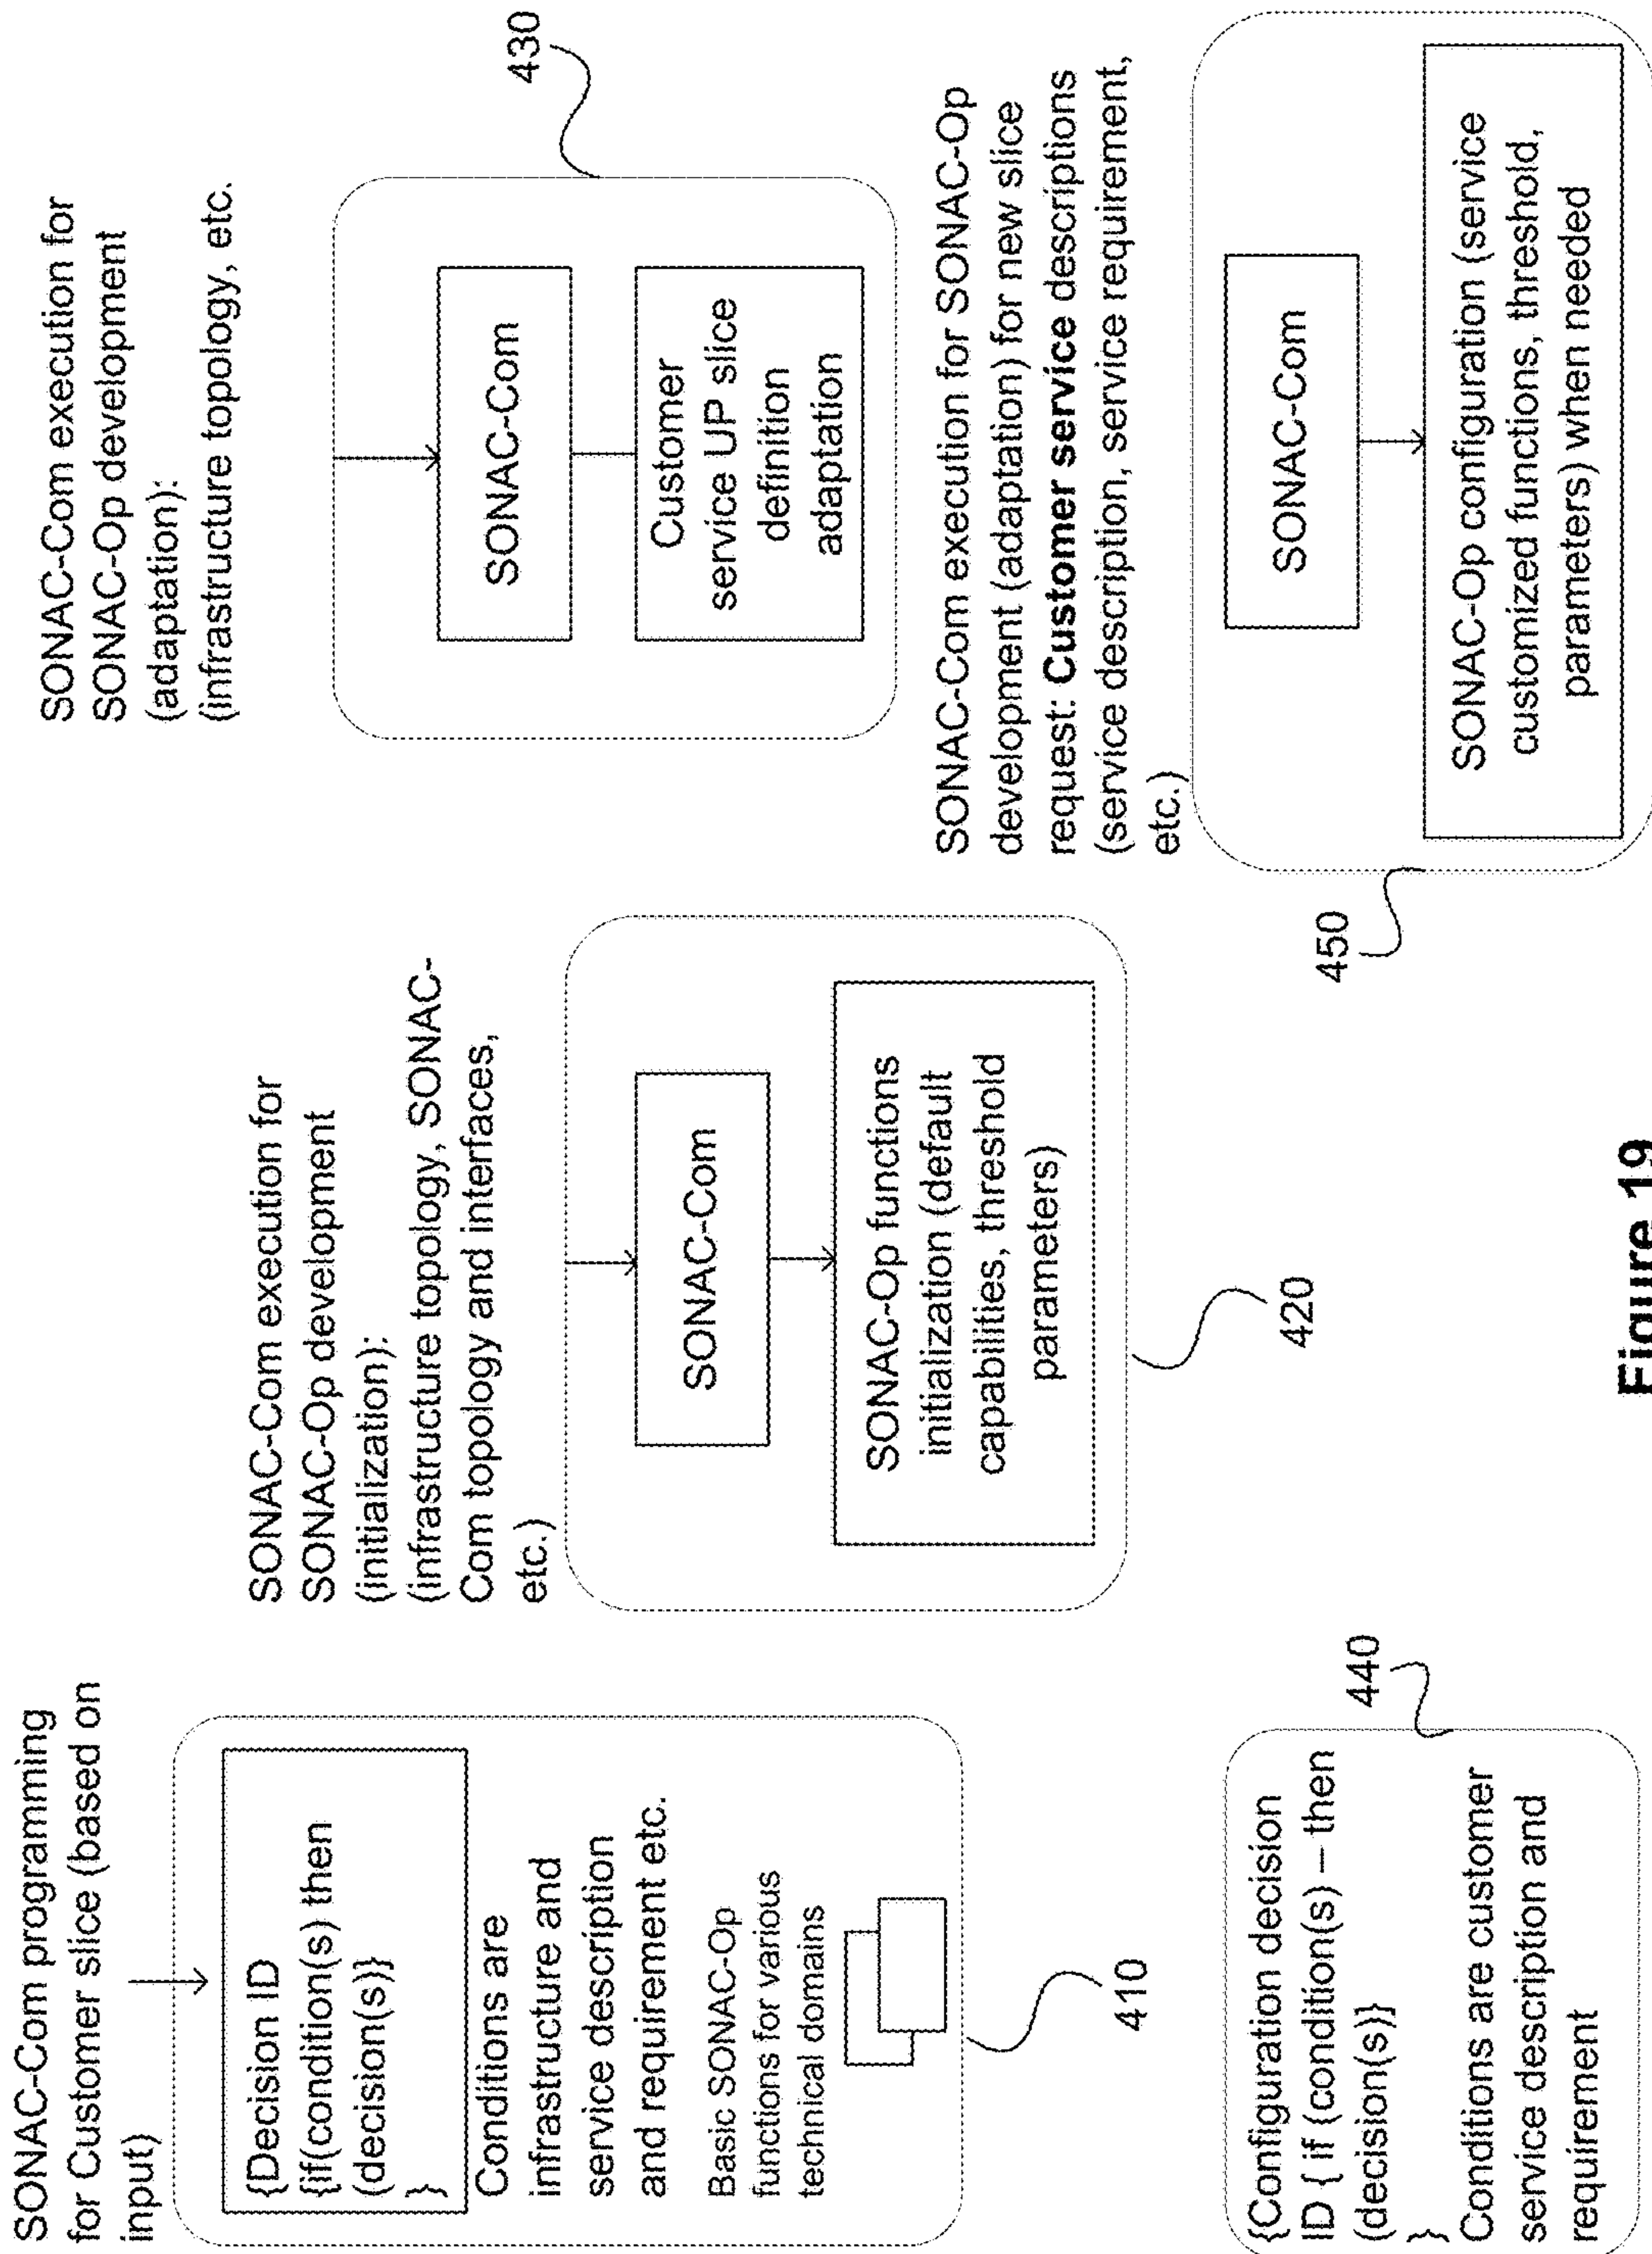 SONAC-Com programming
for Customer slice (based on
input)
{Decision ID
{if(condition(s) then
(decision(s)}
}
Conditions are
infrastructure and
service description
and requirement etc.
Basic SONAC-Op
functions for various
technical domains
410
{Configuration decision
ID { if (condition(s) – then
(decision(s)}
}
Conditions are customer
service description and
requirement
440
SONAC-Com execution for
SONAC-Op development
(initialization):
(infrastructure topology, SONAC-
Com topology and interfaces,
etc.)
SONAC-Com
SONAC-Op functions
initialization (default
capabilities, threshold
parameters)
420
SONAC-Com execution for
SONAC-Op development
(adaptation):
(infrastructure topology, etc.
SONAC-Com
Customer
service UP slice
definition
adaptation
430
SONAC-Com execution for SONAC-Op
development (adaptation) for new slice
request: Customer service descriptions
(service description, service requirement,
etc.)
SONAC-Com
SONAC-Op configuration (service
customized functions, threshold,
parameters) when needed
450
Figure 19